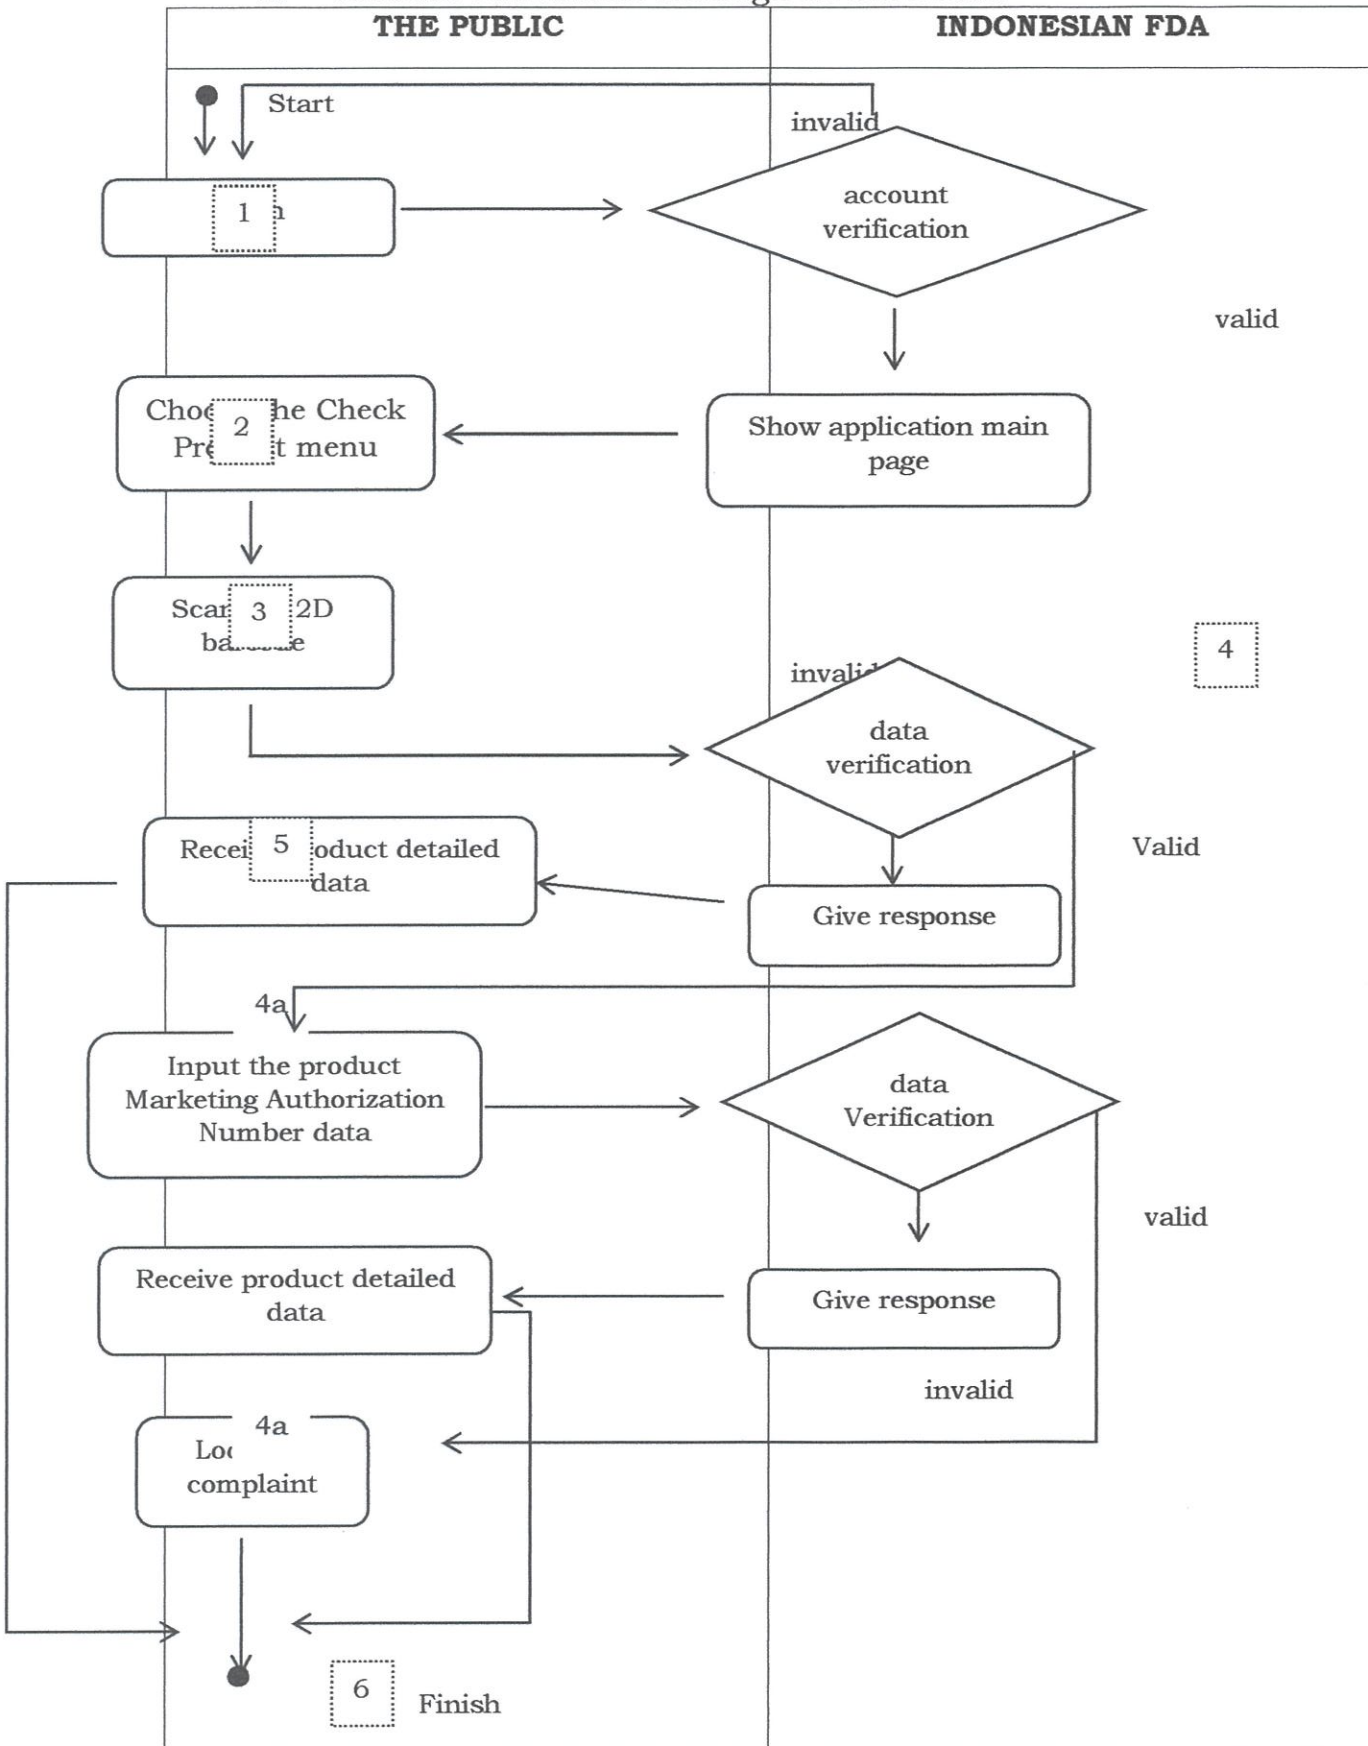 THE PUBLIC
INDONESIAN FDA
Start
invalid
1
account
verification
valid
2
he Check
t menu
Show application main
page
3
2D
4
invalid
data
verification
5
data
detailed
Valid
Give response
4a
Input the product
Marketing Authorization
Number data
data
Verification
valid
Receive product detailed
data
Give response
invalid
4a
complaint
6
Finish